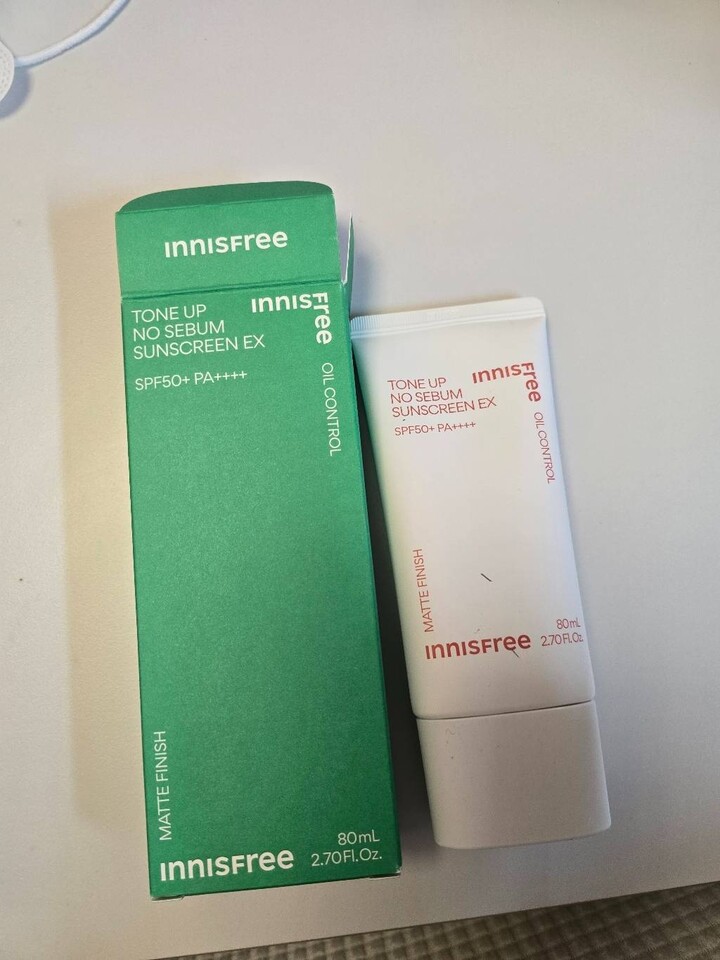 INNISFree
TONE UP
NO SEBUM
SUNSCREEN EX
SPF50+ PA++++
INNISFree
OIL CONTROL
MATTE FINISH
INNISFree
80mL
2.70Fl.Oz.
TONE UP
NO SEBUM
SUNSCREEN EX
SPF50+ PA++++
INNISFree
OIL CONTROL
MATTE FINISH
INNISFree
80mL
2.70Fl.Oz.